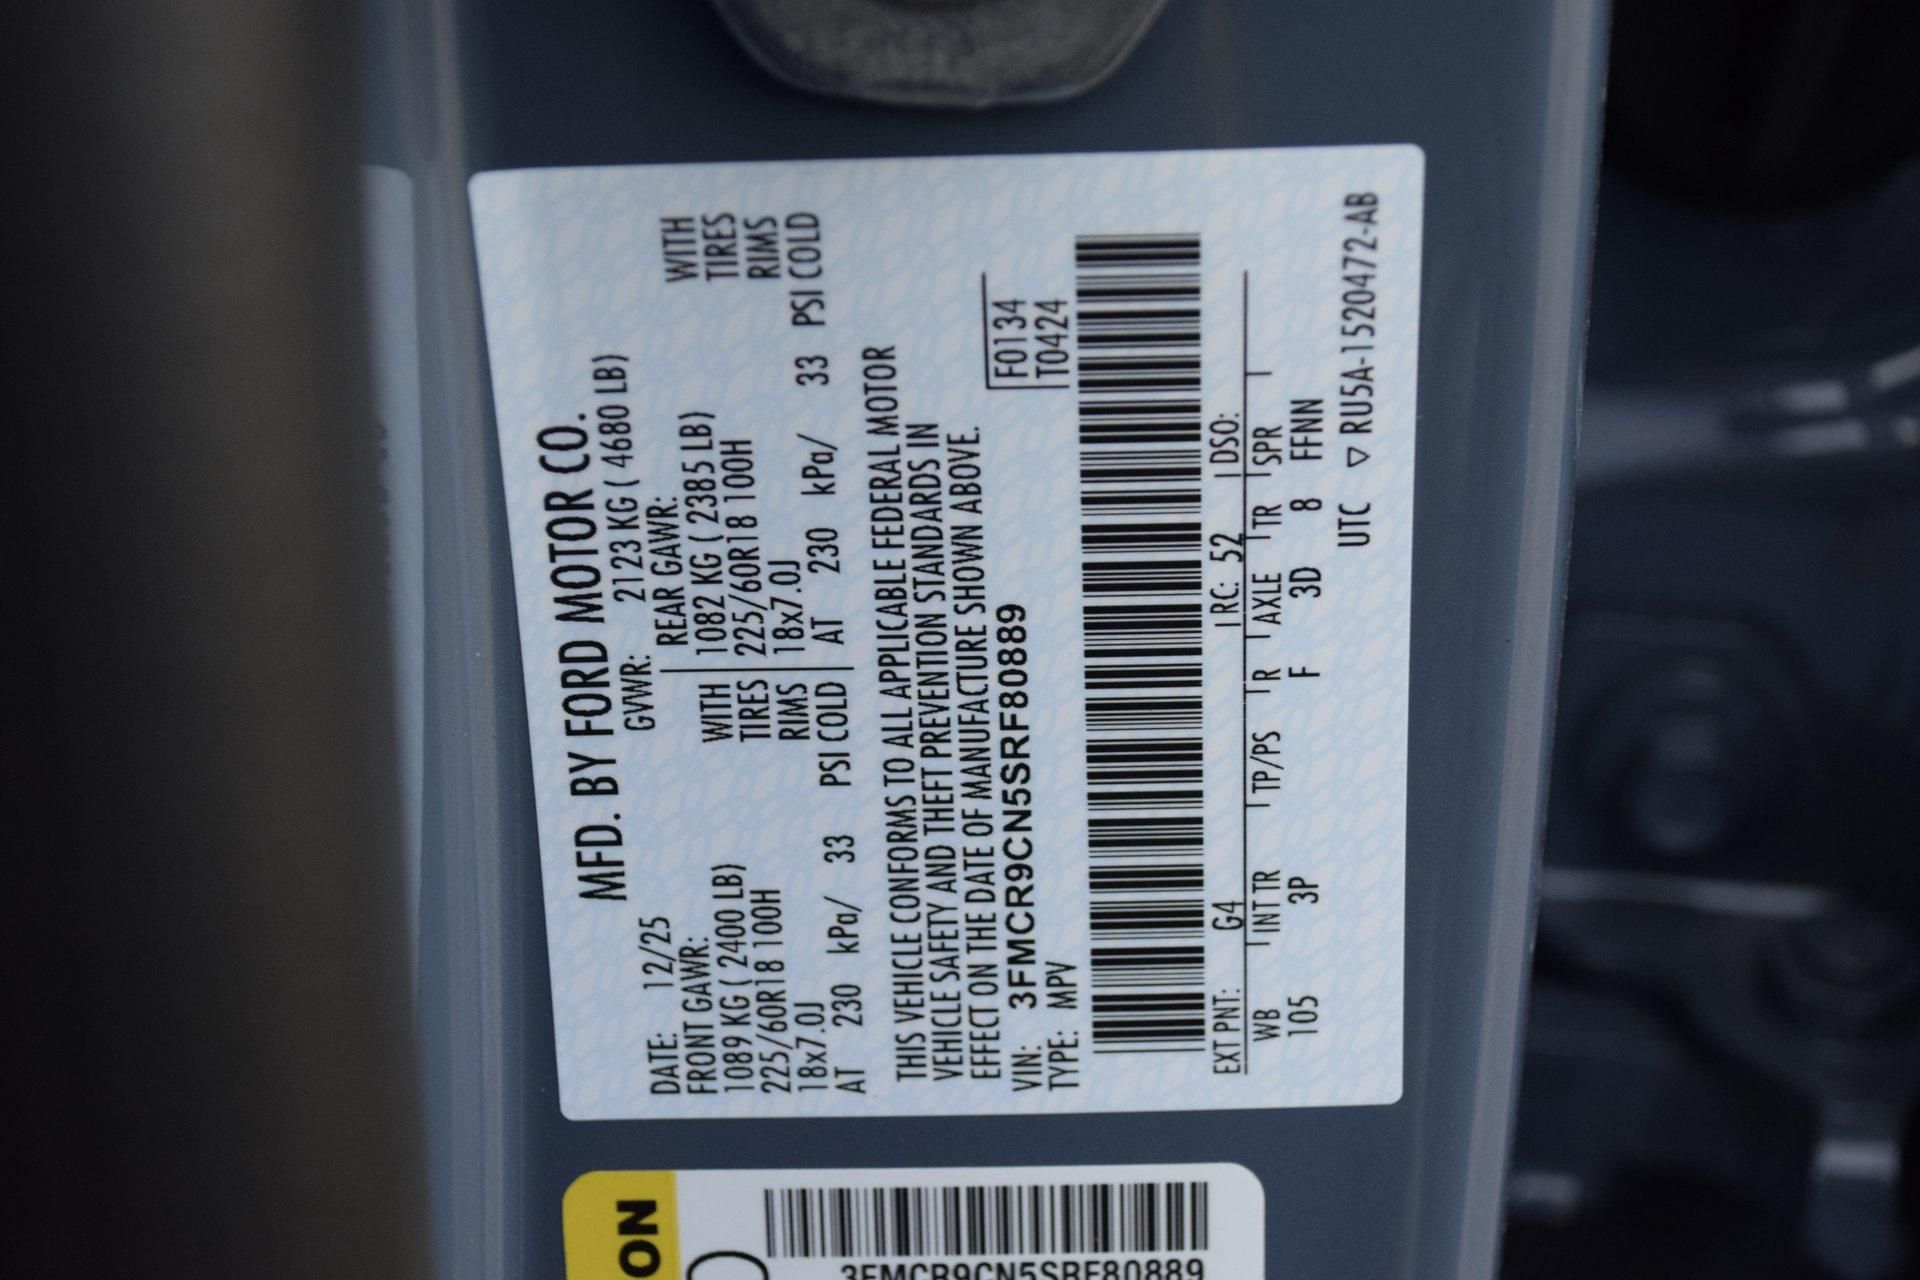 MFD. BY FORD MOTOR CO.
DATE: 12/25 GVWR: 2123 KG ( 4680 LB)
FRONT GAWR: REAR GAWR:
1089 KG ( 2400 LB) WITH 1082 KG ( 2385 LB) WITH
225/60R18 100H TIRES 225/60R18 100H TIRES
18x7.0J RIMS 18x7.0J RIMS
AT 230 kPa/ 33 PSI COLD AT 230 kPa/ 33 PSI COLD
THIS VEHICLE CONFORMS TO ALL APPLICABLE FEDERAL MOTOR
VEHICLE SAFETY AND THEFT PREVENTION STANDARDS IN
EFFECT ON THE DATE OF MANUFACTURE SHOWN ABOVE.
VIN: 3FMCR9CN5SRF80889 F0134
TYPE: MPV T0424
EXT PNT: G4 RC: 52 DSO:
WB INT TR TP/PS R AXLE TR SPR
105 3P F 3D 8 FFNN
UTC ▽ RU5A-1520472-AB
ON
3FMCR9CN5SRF80889